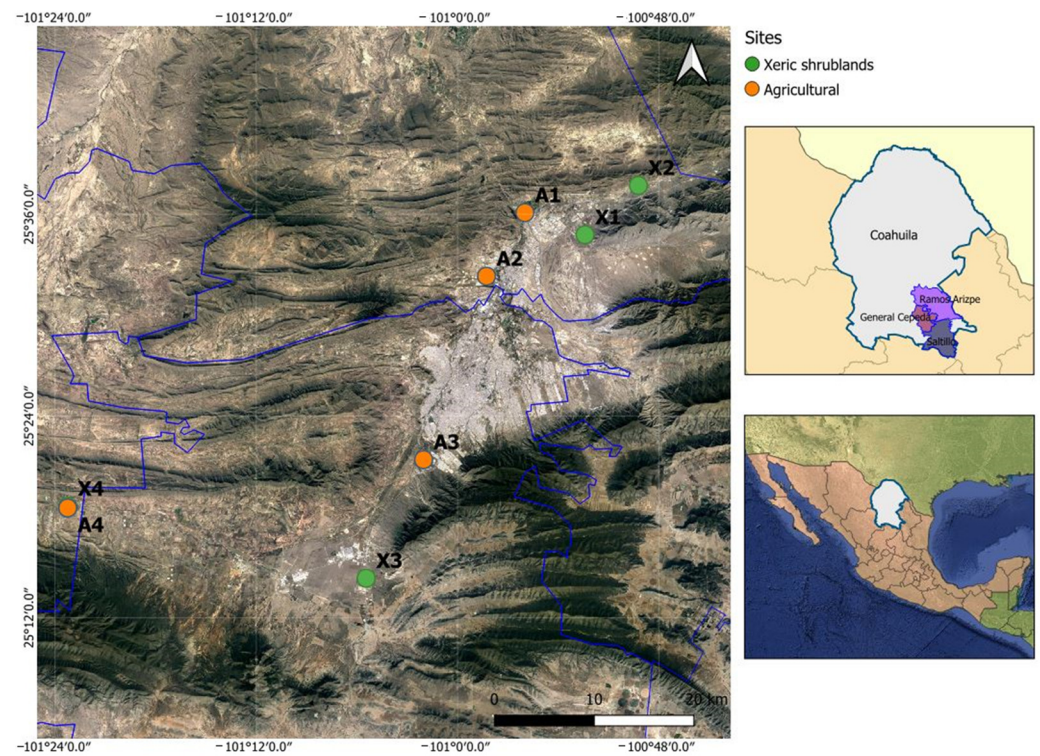 −101°24′0.0″ −101°12′0.0″ −101°00′0.0″ −100°48′0.0″
Sites
Xeric shrublands
Agricultural
X2
A1
X1
A2
25°36′0.0″
25°24′0.0″
A3
X4
A4
X3
25°12′0.0″
0 10 20 km
−101°24′0.0″ −101°12′0.0″ −101°00′0.0″ −100°48′0.0″
Coahuila
Ramos Arizpe
General Cepeda
Saltillo